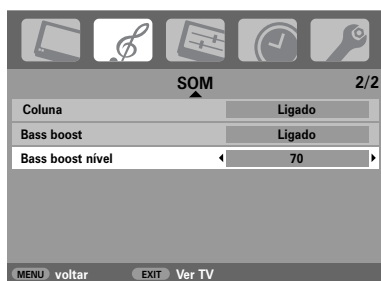 SOM 2/2
Coluna Ligado
Bass boost Ligado
Bass boost nível 70
MENU voltar EXIT Ver TV